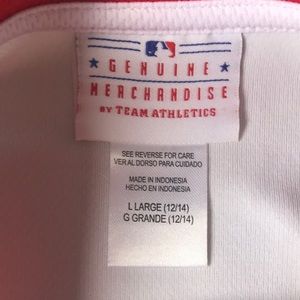 GENUINE
MERCHANDISE
BY TEAM ATHLETICS
SEE REVERSE FOR CARE
VER AL DORSO PARA CUIDADO
MADE IN INDONESIA
HECHO EN INDONESIA
L LARGE (12/14)
G GRANDE (12/14)